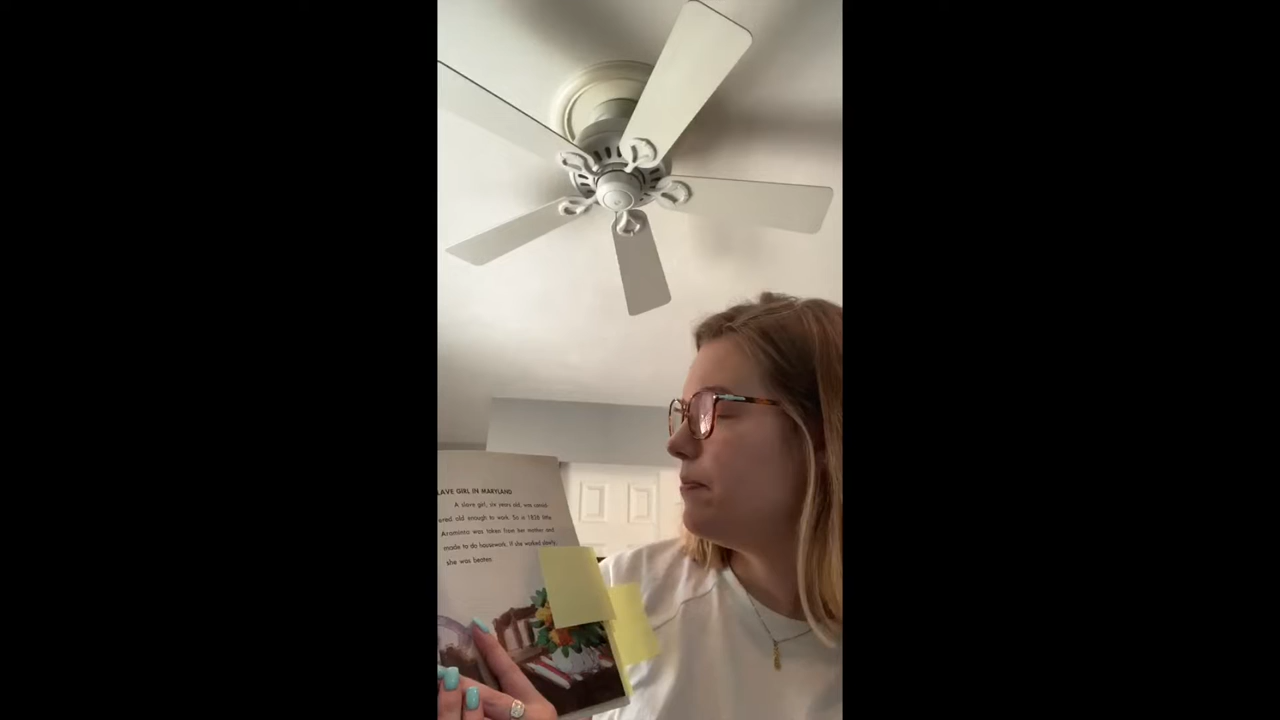 LAVE GIRL IN MARYLAND
A slave girl, six years old, was consid
ered old enough to work. So in 1826 little
Araminta was taken from her mother and
made to do housework. If she worked slowly,
she was beaten.